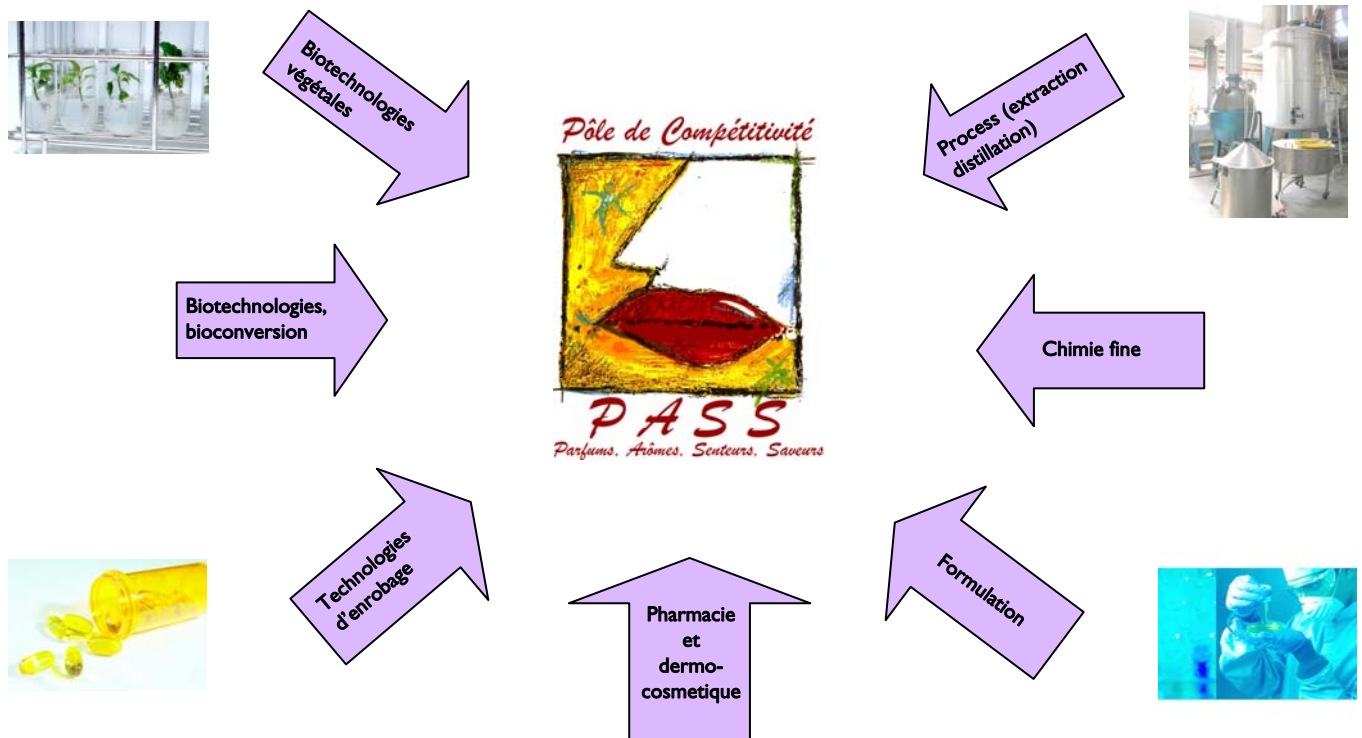 Biotechnologies
végétales
Process (extraction
distillation)
Pôle de Compétitivité
Biotechnologies,
bioconversion
Chimie fine
P A S S
Parfums, Arômes, Senteurs, Saveurs
Technologies
d'enrobage
Pharmacie
et
dermo-
cosmetique
Formulation